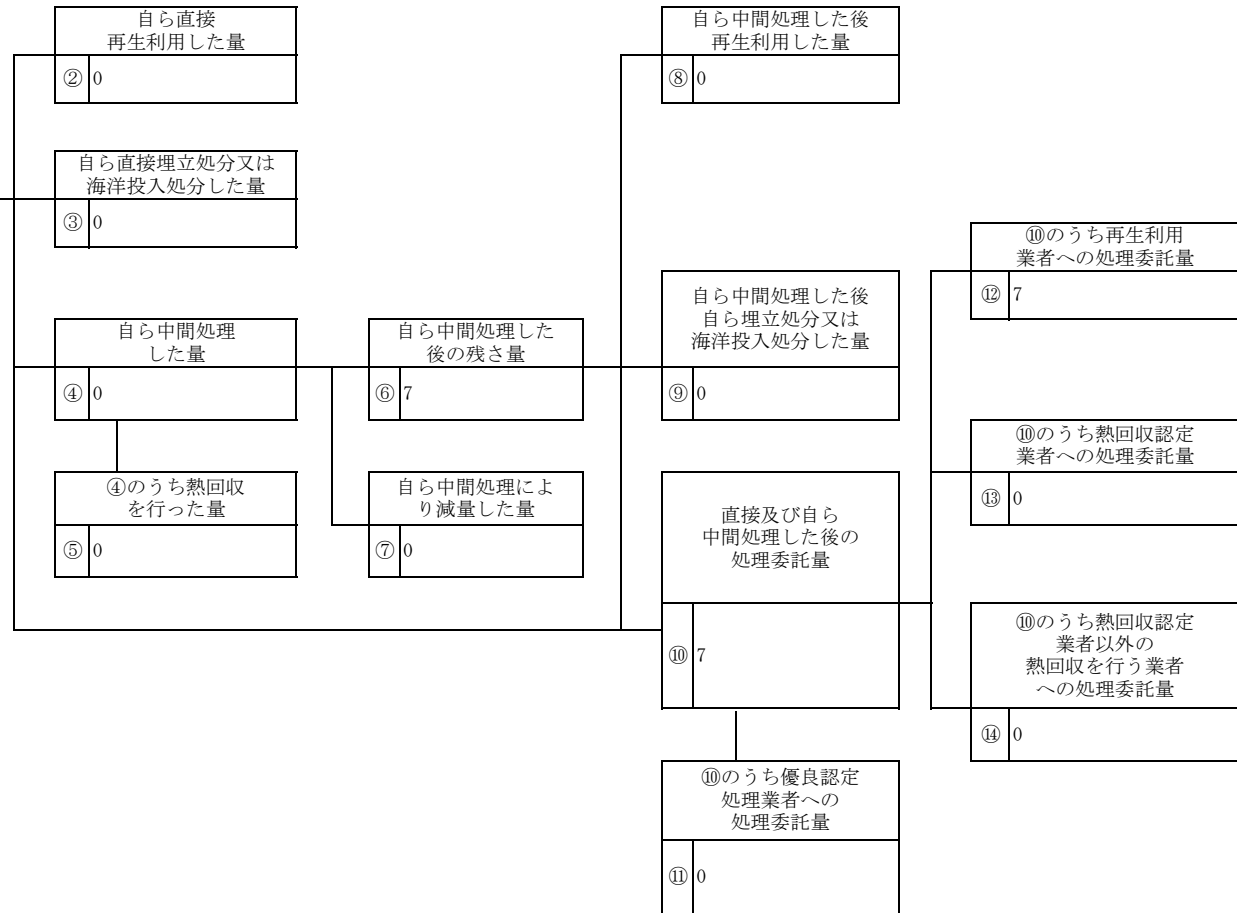 自ら直接
再生利用した量
② 0
自ら中間処理した後
再生利用した量
⑧ 0
自ら直接埋立処分又は
海洋投入処分した量
③ 0
⑩のうち再生利用
業者への処理委託量
⑫ 7
自ら中間処理
した量
④ 0
自ら中間処理した
後の残さ量
⑥ 7
自ら中間処理した後
自ら埋立処分又は
海洋投入処分した量
⑨ 0
⑩のうち熱回収認定
業者への処理委託量
⑬ 0
④のうち熱回収
を行った量
⑤ 0
自ら中間処理によ
り減量した量
⑦ 0
直接及び自ら
中間処理した後の
処理委託量
⑩ 7
⑩のうち熱回収認定
業者以外の
熱回収を行う業者
への処理委託量
⑭ 0
⑩のうち優良認定
処理業者への
処理委託量
⑪ 0